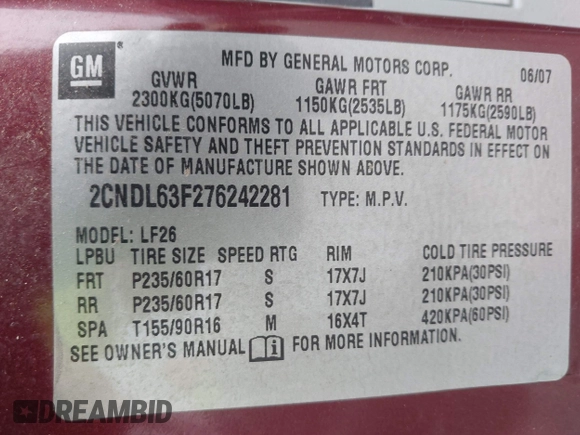 GM
®
MFD BY GENERAL MOTORS CORP. 06/07
GVWR GAWR FRT GAWR RR
2300KG(5070LB) 1150KG(2535LB) 1175KG(2590LB)
THIS VEHICLE CONFORMS TO ALL APPLICABLE U.S. FEDERAL MOTOR
VEHICLE SAFETY AND THEFT PREVENTION STANDARDS IN EFFECT ON
THE DATE OF MANUFACTURE SHOWN ABOVE.
2CNDL63F276242281 TYPE: M.P.V.
MODEL: LF26
LPBU TIRE SIZE SPEED RTG RIM COLD TIRE PRESSURE
FRT P235/60R17 S 17X7J 210KPA(30PSI)
RR P235/60R17 S 17X7J 210KPA(30PSI)
SPA T155/90R16 M 16X4T 420KPA(60PSI)
SEE OWNER'S MANUAL i FOR MORE INFORMATION.
DREAMBID